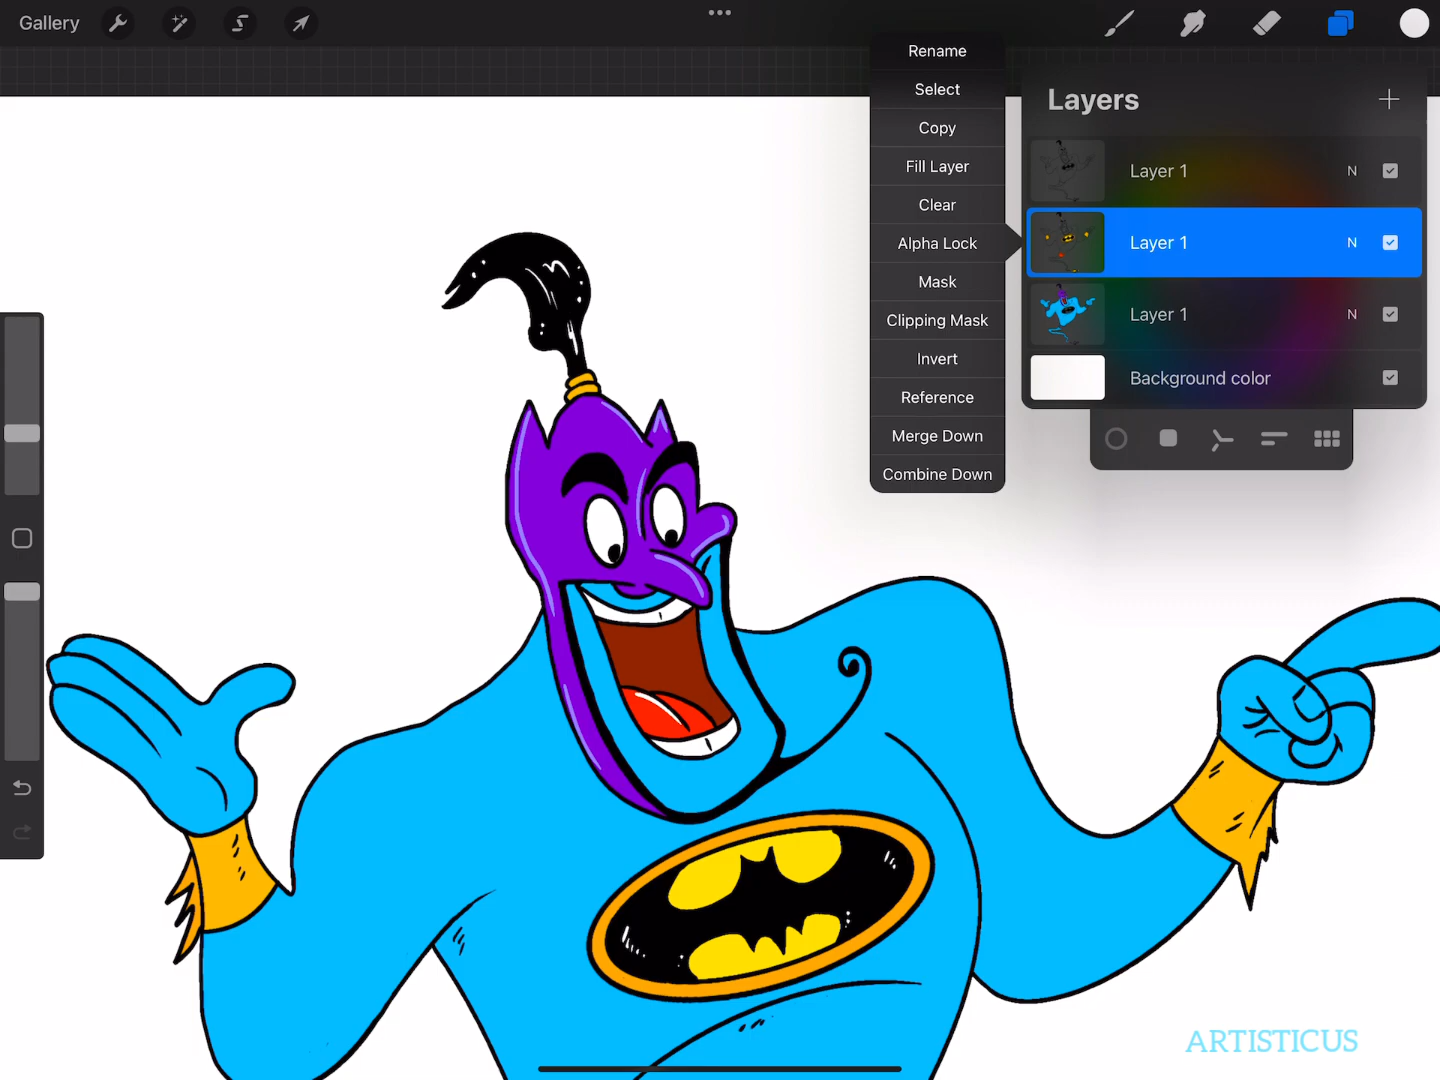 Gallery
Rename
Select
Copy
Fill Layer
Clear
Alpha Lock
Mask
Clipping Mask
Invert
Reference
Merge Down
Combine Down
Layers
Layer 1 N
Layer 1 N
Layer 1 N
Background color
ARTISTICUS